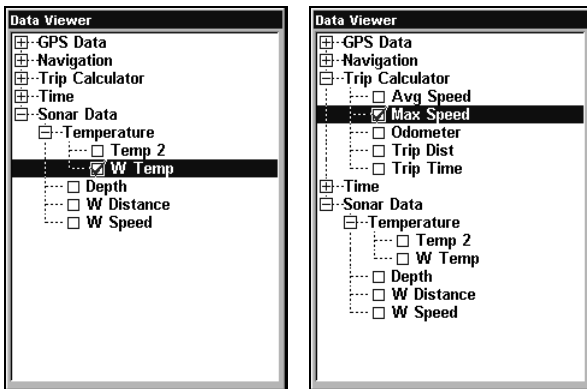 Data Viewer
GPS Data
Navigation
Trip Calculator
Time
Sonar Data
Temperature
Temp 2
W Temp
Depth
W Distance
W Speed
Data Viewer
GPS Data
Navigation
Trip Calculator
Avg Speed
Max Speed
Odometer
Trip Dist
Trip Time
Time
Sonar Data
Temperature
Temp 2
W Temp
Depth
W Distance
W Speed